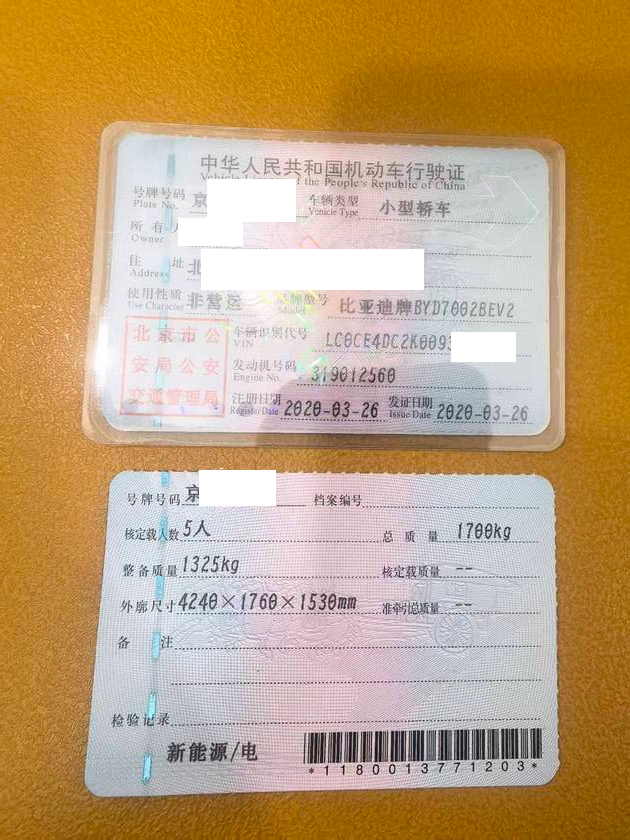 中华人民共和国机动车行驶证
Vehicle License of the People's Republic of China
号牌号码 京 车辆类型 小型轿车
Plate No. Vehicle Type
所有人
Owner
住址 北
Address
使用性质 非营运 品牌型号 比亚迪牌BYD7002BEV2
Use Character Model
北京市公
安局公安
交通管理局
车辆识别代号 LC0CE4DC2K0093
VIN
发动机号码 319012560
Engine No.
注册日期 2020-03-26 发证日期 2020-03-26
Register Date Issue Date
号牌号码 京 档案编号
核定载人数 5人 总质量 1700kg
整备质量 1325kg 核定载质量 --
外廓尺寸 4240×1760×1530mm 准牵引总质量 --
备注
检验记录
新能源/电
*1180013771203*